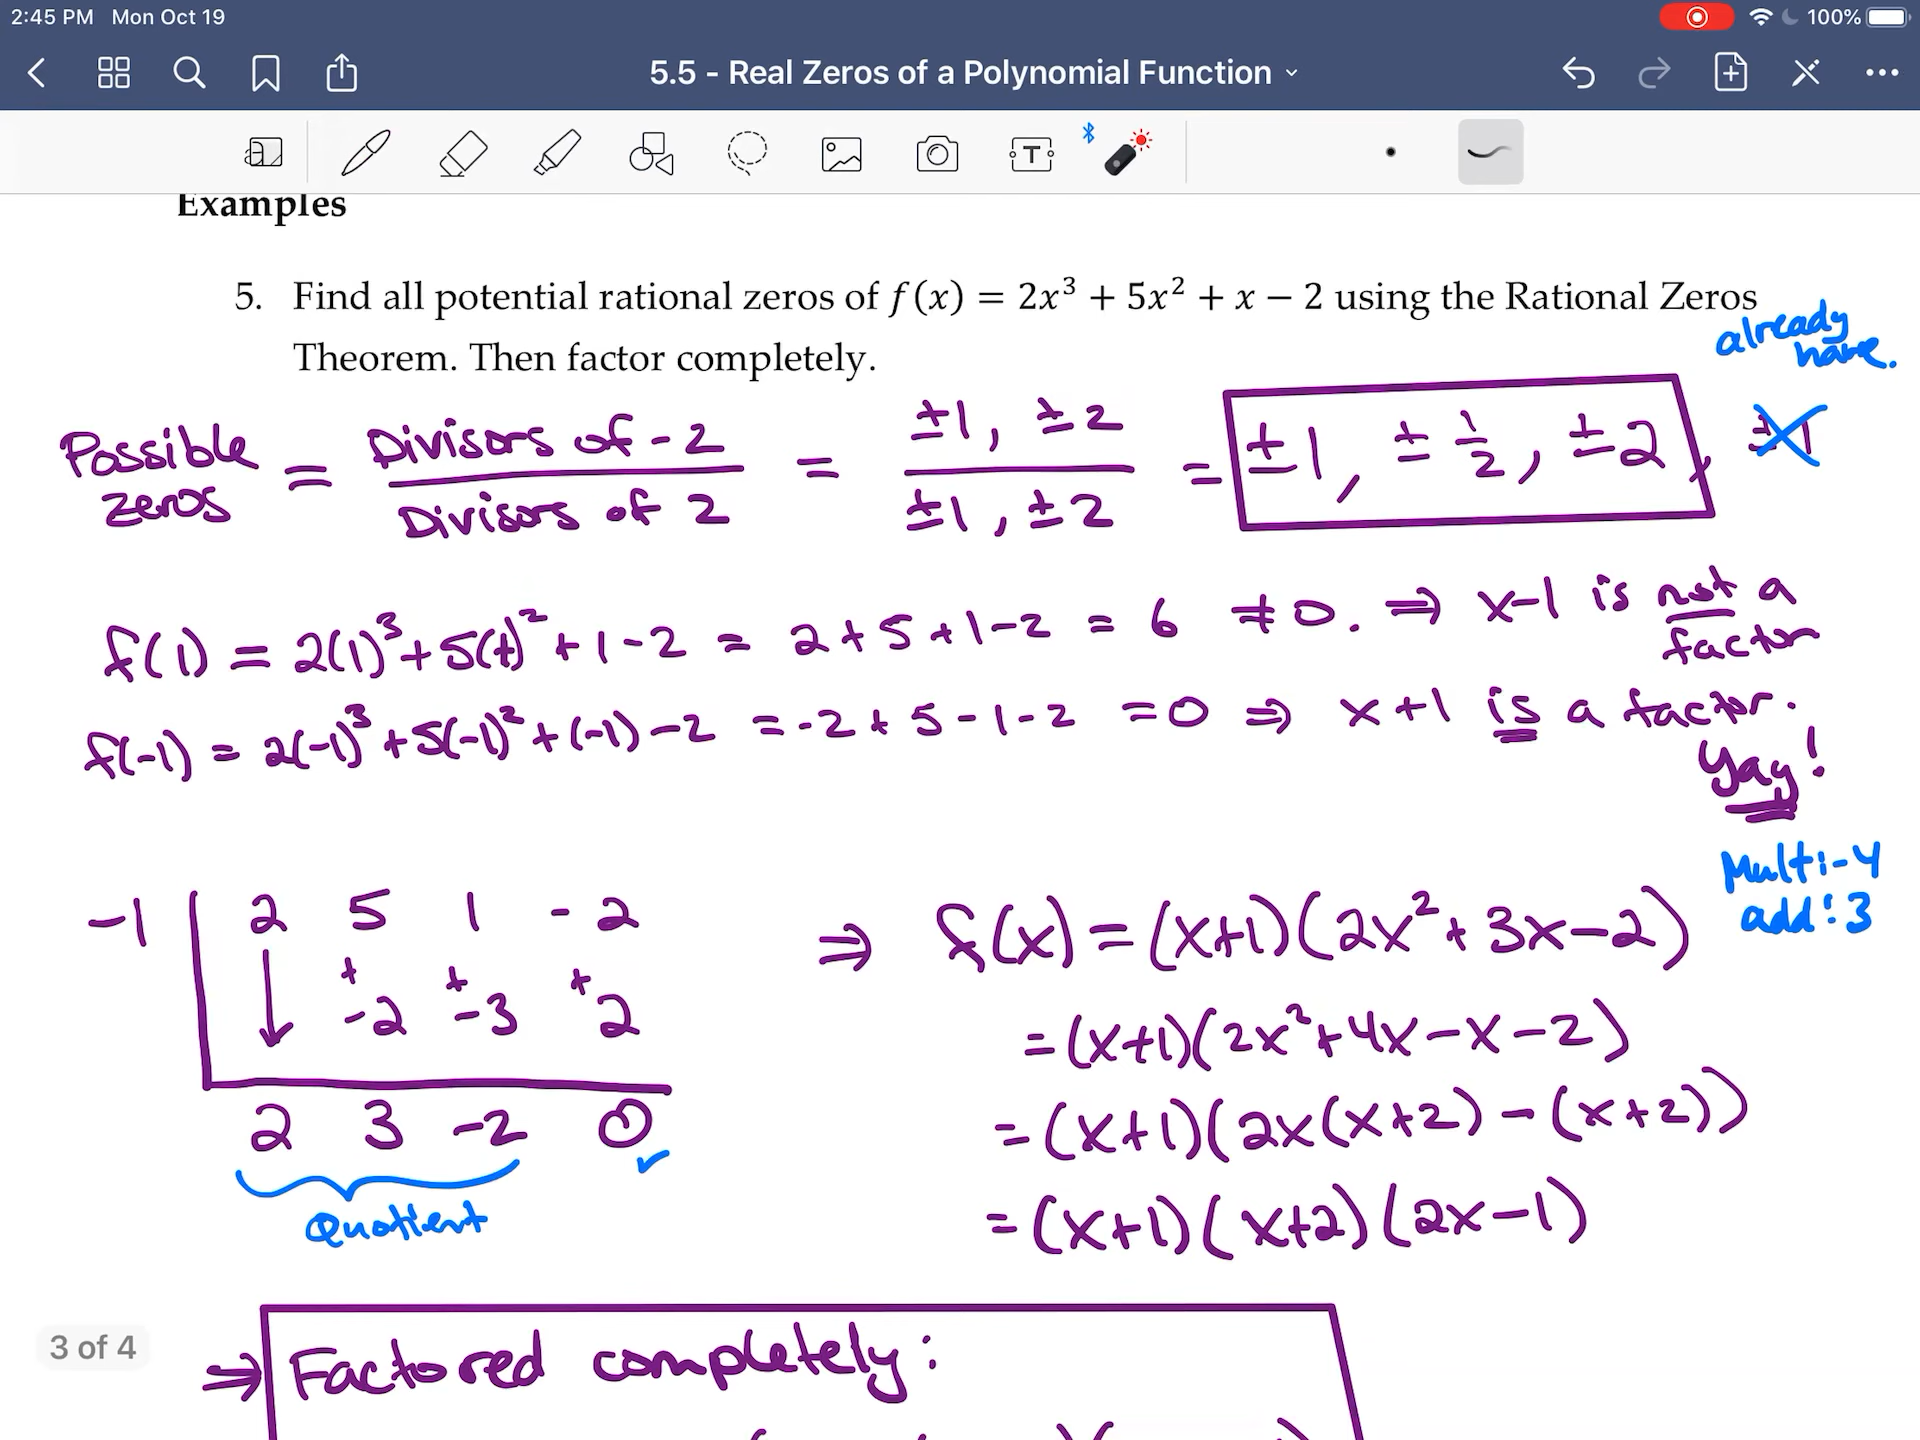 2:45 PM Mon Oct 19 100%
5.5 - Real Zeros of a Polynomial Function
T
Examples
5. Find all potential rational zeros of f(x) = 2x³ + 5x² + x − 2 using the Rational Zeros
Theorem. Then factor completely.
already
have.
Possible zeros = Divisors of -2 / Divisors of 2 = ±1, ±2 / ±1, ±2 = ±1, ± 1/2, ±2, ±1
f(1) = 2(1)³+5(1)²+1-2 = 2+5+1-2 = 6 ≠0. ⇒ x-1 is not a
factor
f(-1) = 2(-1)³+5(-1)²+(-1)-2 =-2+5-1-2 =0 ⇒ x+1 is a factor.
Yay!
Multi:-4
add:3
-1 2 5 1 -2
+ + +
-2 -3 2
2 3 -2 0
Quotient
⇒ f(x)=(x+1)(2x²+3x-2)
=(x+1)(2x²+4x-x-2)
=(x+1)(2x(x+2)-(x+2))
=(x+1)(x+2)(2x-1)
3 of 4
⇒ Factored completely: